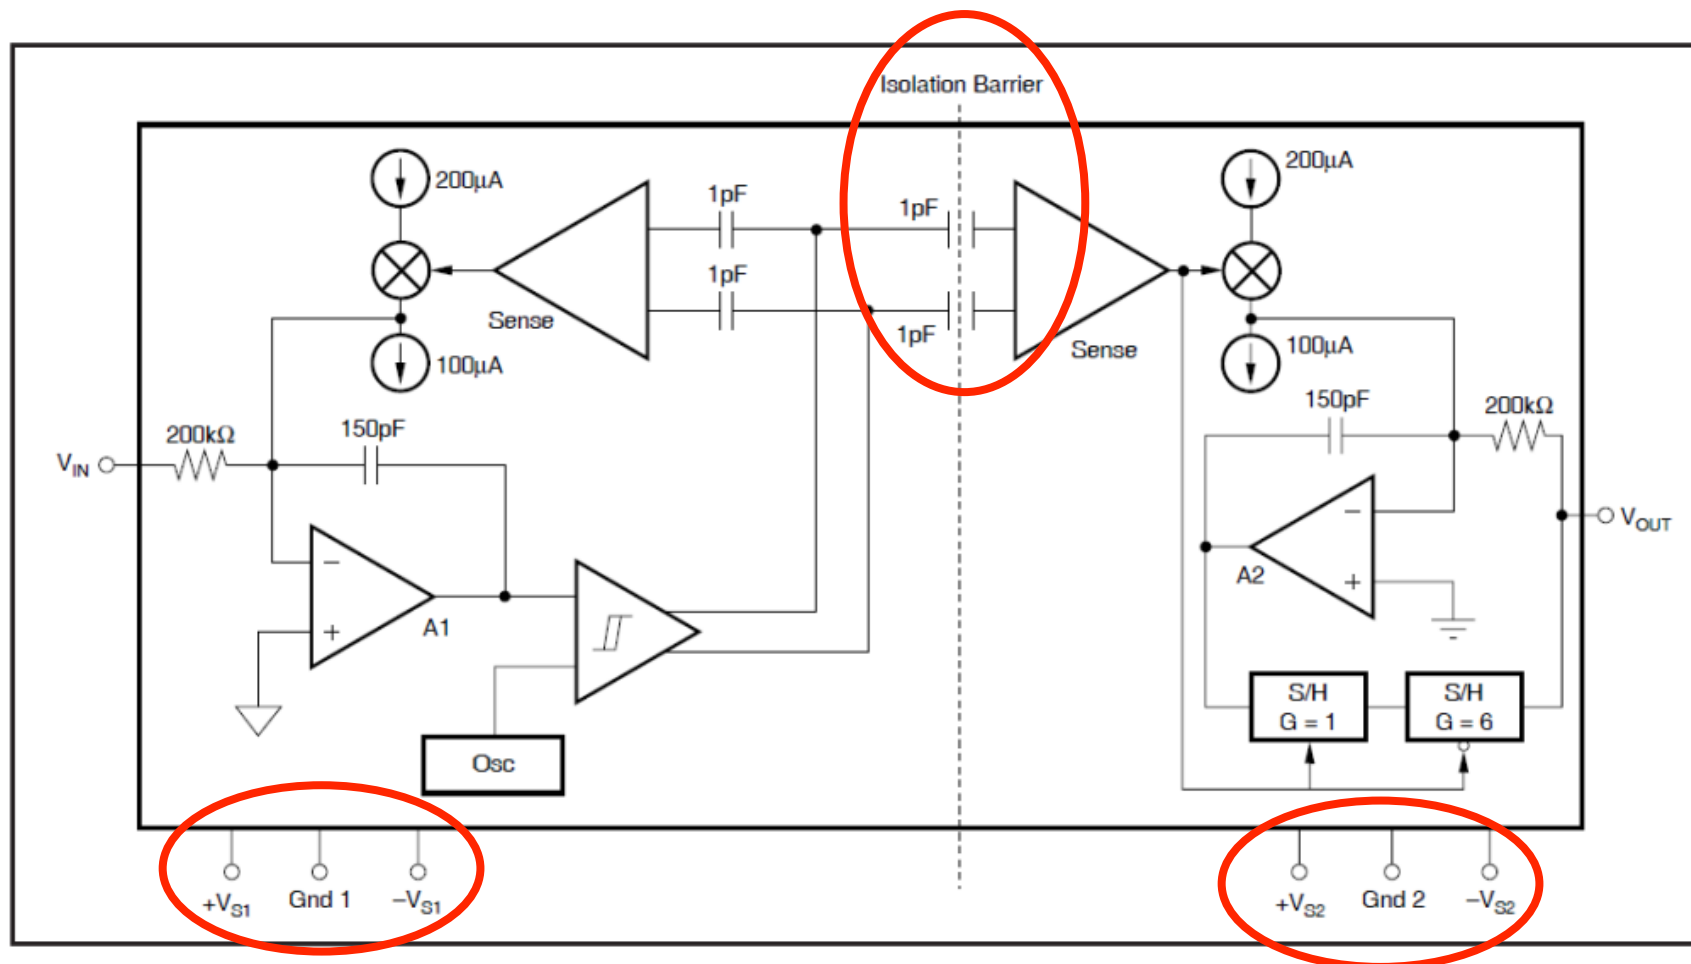 Isolation Barrier
200µA
200µA
1pF
1pF
1pF
1pF
Sense
Sense
100µA
100µA
150pF
200kΩ
150pF
200kΩ
VIN
VOUT
−
−
+
+
A1
A2
S/H
G = 1
S/H
G = 6
Osc
+VS1
Gnd 1
−VS1
+VS2
Gnd 2
−VS2